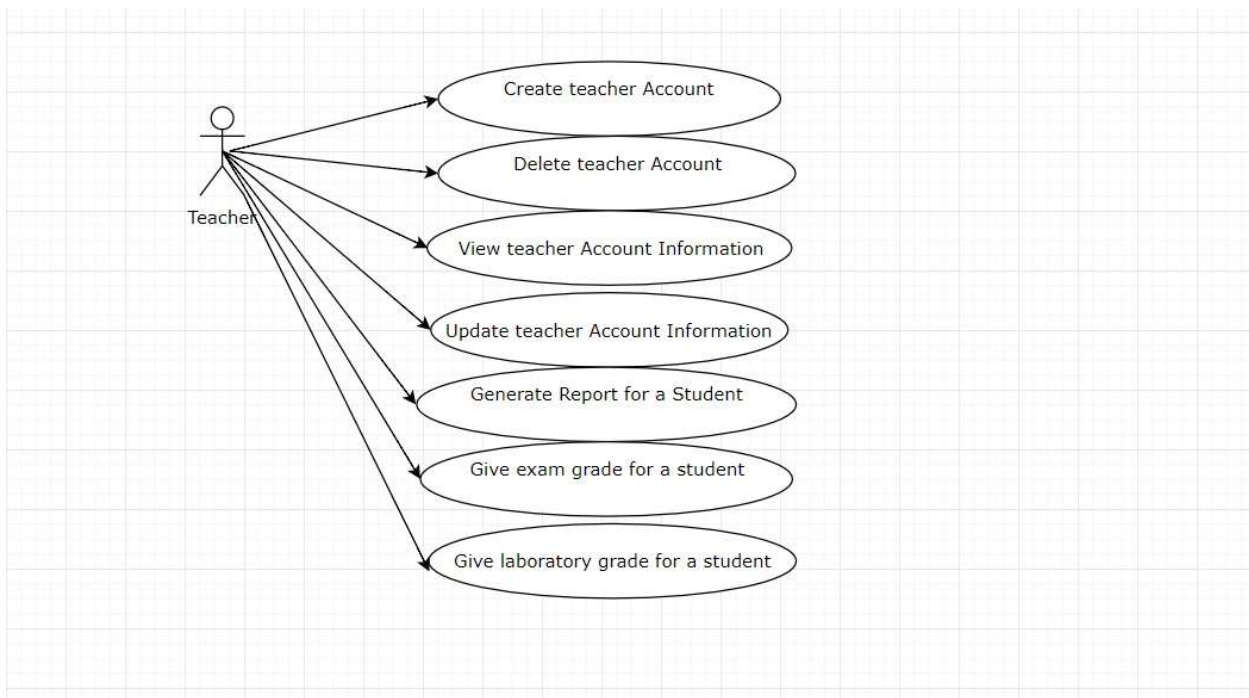 Create teacher Account
Delete teacher Account
Teacher
View teacher Account Information
Update teacher Account Information
Generate Report for a Student
Give exam grade for a student
Give laboratory grade for a student